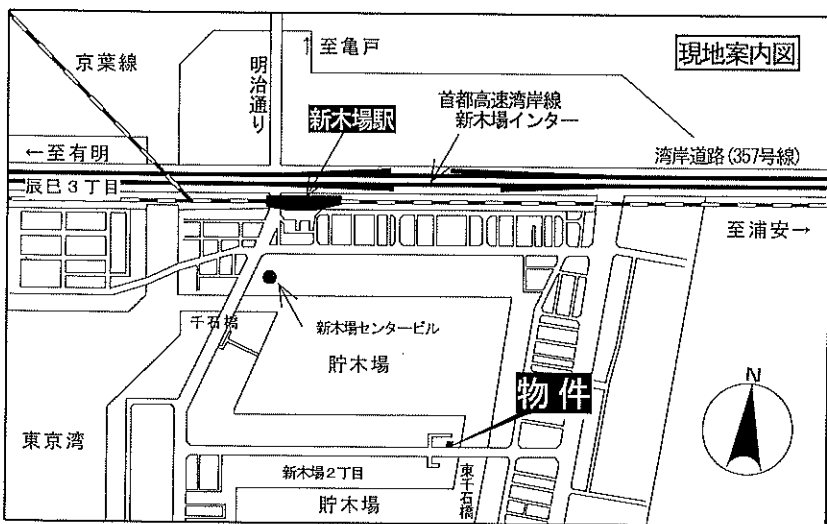 現地案内図
京葉線
明治通り
↑至亀戸
新木場駅
首都高速湾岸線
新木場インター
←至有明
湾岸道路(357号線)
辰巳3丁目
至浦安→
千石橋
新木場センタービル
貯木場
物件
N
東京湾
新木場2丁目
東千石橋
貯木場